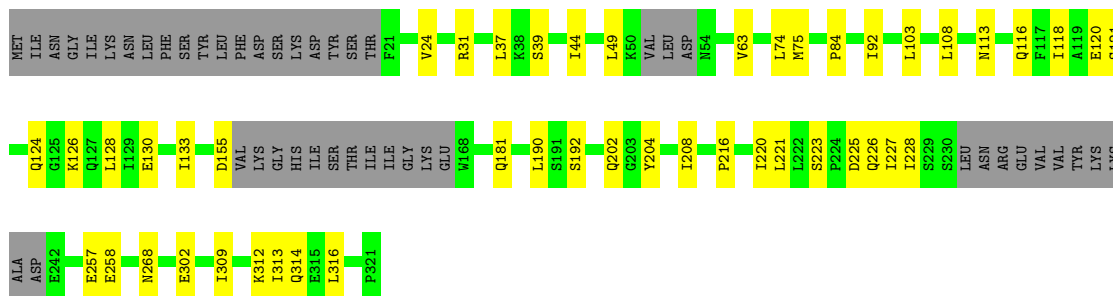 MET ILE ASN GLY ILE LYS ASN LEU PHE SER TYR LEU PHE ASP SER LYS ASP TYR SER THR F21 V24 R31 L37 K38 S39 I44 L49 K50 VAL LEU ASP N54 V63 L74 M75 P84 I92 L103 L108 N113 Q116 F117 I118 A119 E120
Q124 G125 K126 Q127 L128 I129 E130 I133 D155 VAL LYS GLY HIS ILE SER THR ILE ILE GLY LYS GLU W168 Q181 L190 S191 S192 Q202 G203 Y204 I208 P216 I220 L221 L222 S223 P224 D225 Q226 I227 I228 S229 S230 LEU ASN ARG GLU VAL VAL TYR LYS
ALA ASP E242 E257 E258 N268 E302 I309 K312 I313 Q314 E315 L316 P321